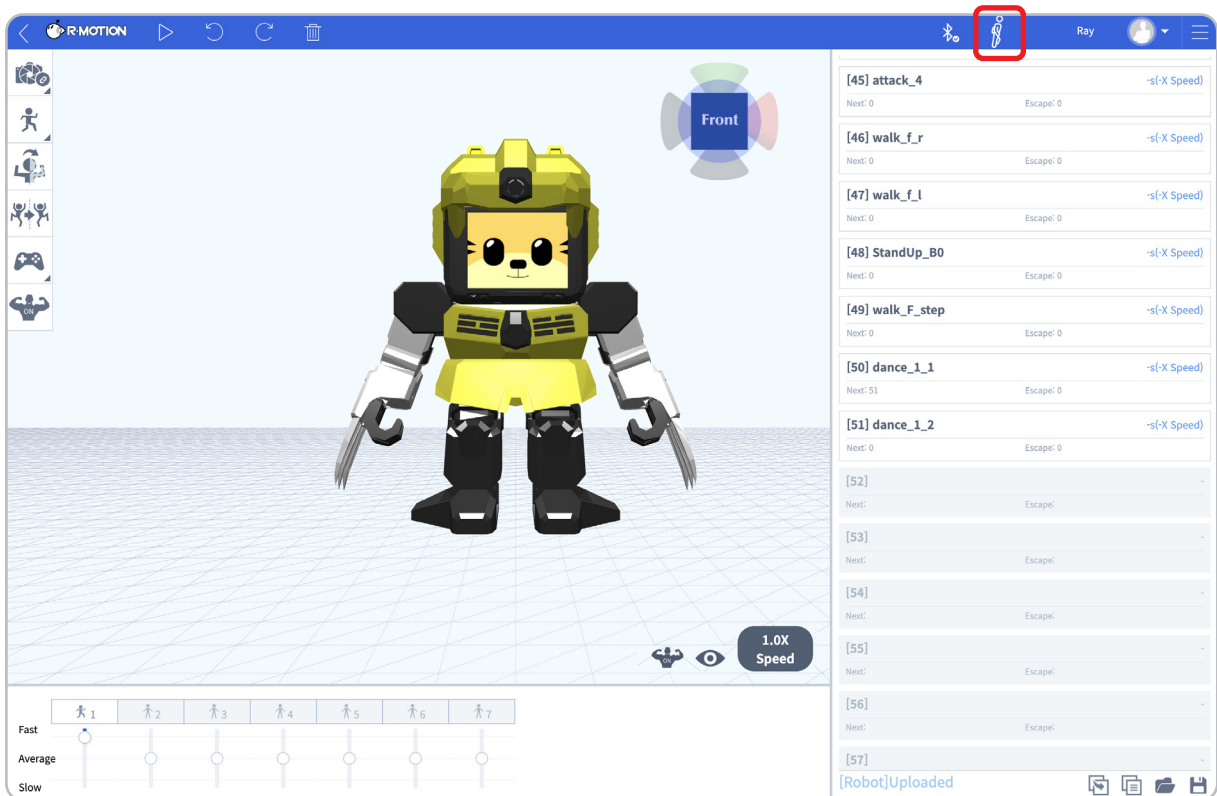 R·MOTION
Ray
Front
ON
ON
1.0X
Speed
1
2
3
4
5
6
7
Fast
Average
Slow
[45] attack_4 -s(-X Speed)
Next: 0 Escape: 0
[46] walk_f_r -s(-X Speed)
Next: 0 Escape: 0
[47] walk_f_l -s(-X Speed)
Next: 0 Escape: 0
[48] StandUp_B0 -s(-X Speed)
Next: 0 Escape: 0
[49] walk_F_step -s(-X Speed)
Next: 0 Escape: 0
[50] dance_1_1 -s(-X Speed)
Next: 51 Escape: 0
[51] dance_1_2 -s(-X Speed)
Next: 0 Escape: 0
[52] -
Next: Escape:
[53] -
Next: Escape:
[54] -
Next: Escape:
[55] -
Next: Escape:
[56] -
Next: Escape:
[57] -
[Robot]Uploaded